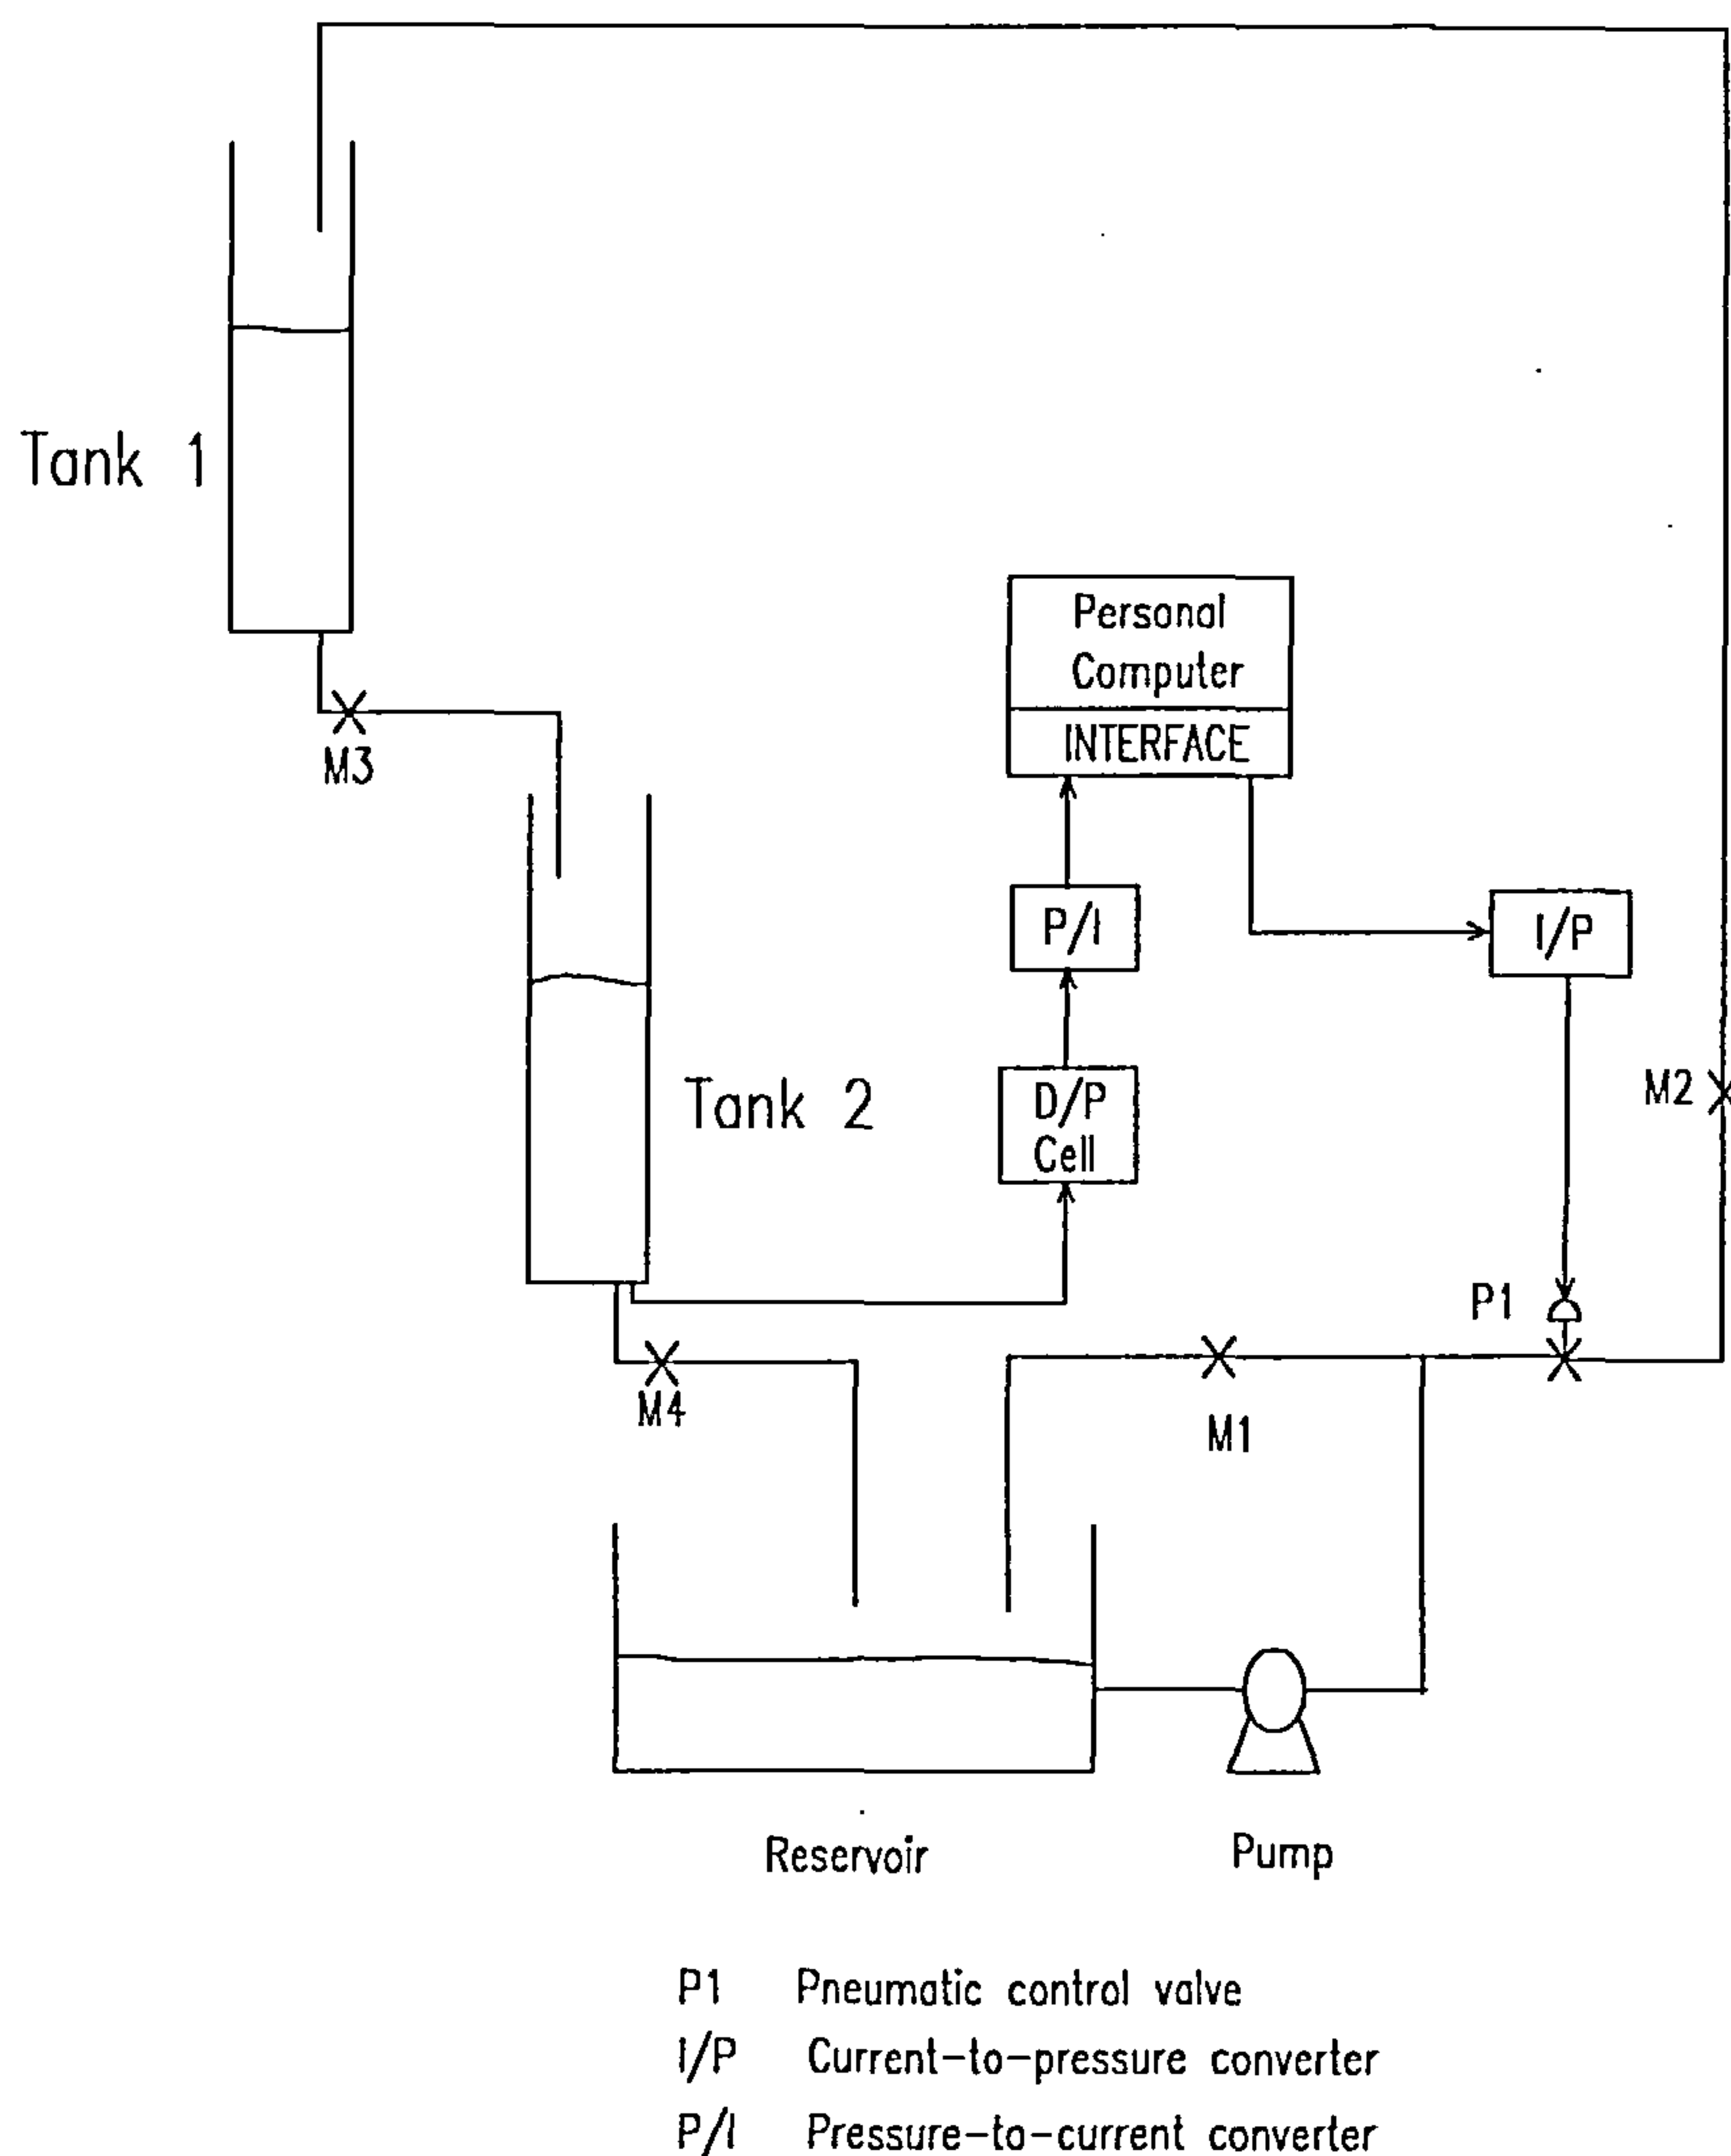 Tank 1
Personal
Computer
INTERFACE
M3
P/I
I/P
Tank 2
D/P
Cell
M2
P1
M4
M1
Reservoir
Pump
P1 Pneumatic control valve
I/P Current-to-pressure converter
P/I Pressure-to-current converter